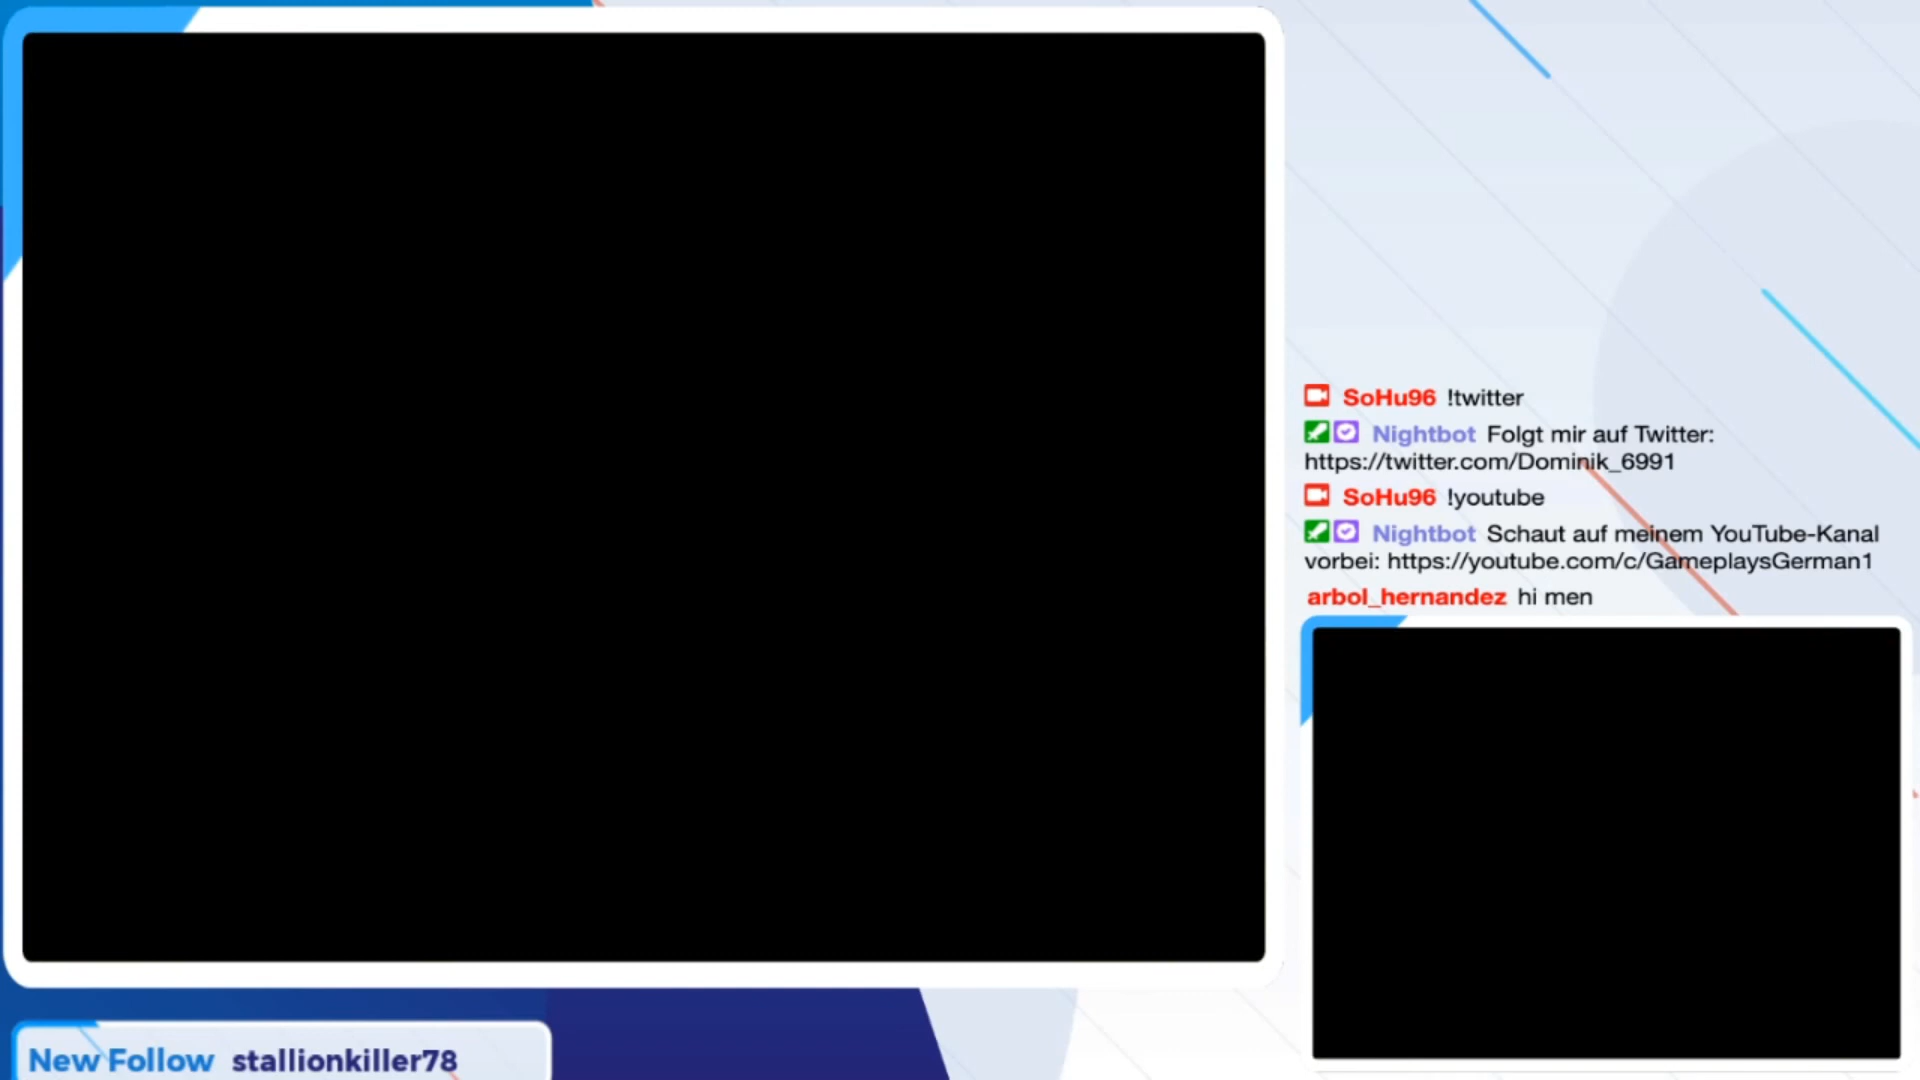 SoHu96 !twitter
Nightbot Folgt mir auf Twitter:
https://twitter.com/Dominik_6991
SoHu96 !youtube
Nightbot Schaut auf meinem YouTube-Kanal
vorbei: https://youtube.com/c/GameplaysGerman1
arbol_hernandez hi men
New Follow stallionkiller78